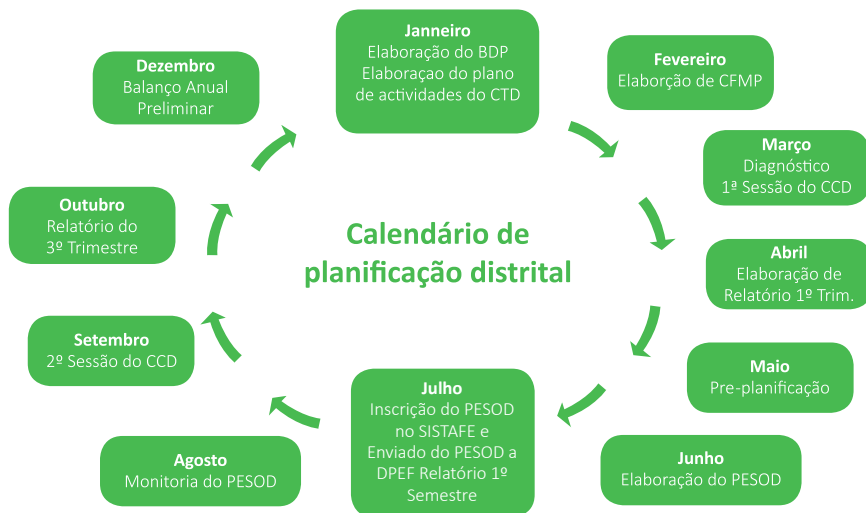 Janneiro
Elaboração do BDP
Elaboraçao do plano
de actividades do CTD
Fevereiro
Elaborção de CFMP
Março
Diagnóstico
1ª Sessão do CCD
Abril
Elaboração de
Relatório 1º Trim.
Maio
Pre-planificação
Junho
Elaboração do PESOD
Julho
Inscrição do PESOD
no SISTAFE e
Enviado do PESOD a
DPEF Relatório 1º
Semestre
Agosto
Monitoria do PESOD
Setembro
2º Sessão do CCD
Outubro
Relatório do
3º Trimestre
Dezembro
Balanço Anual
Preliminar
Calendário de
planificação distrital